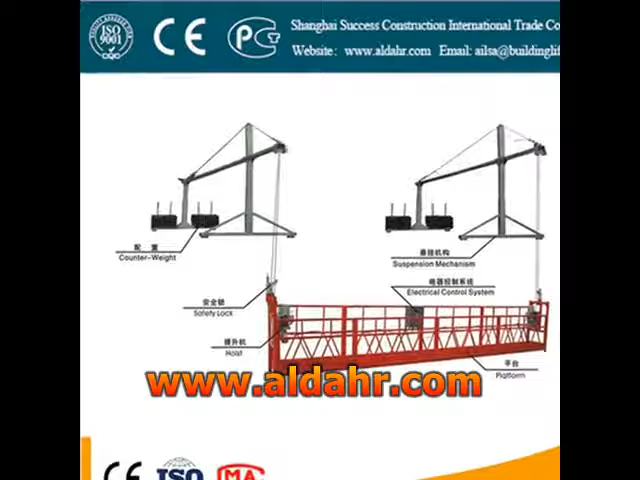 ISO
9001
CQC
CE
PC
Shanghai Success Construction International Trade Co
Website: www.aldahr.com Email: ailsa@buildinglif
配重
Counter-Weight
悬挂机构
Suspension Mechanism
电器控制系统
Electrical Control System
安全锁
Safety Lock
提升机
Hoist
平台
Platform
www.aldahr.com
CE
ISO
MA